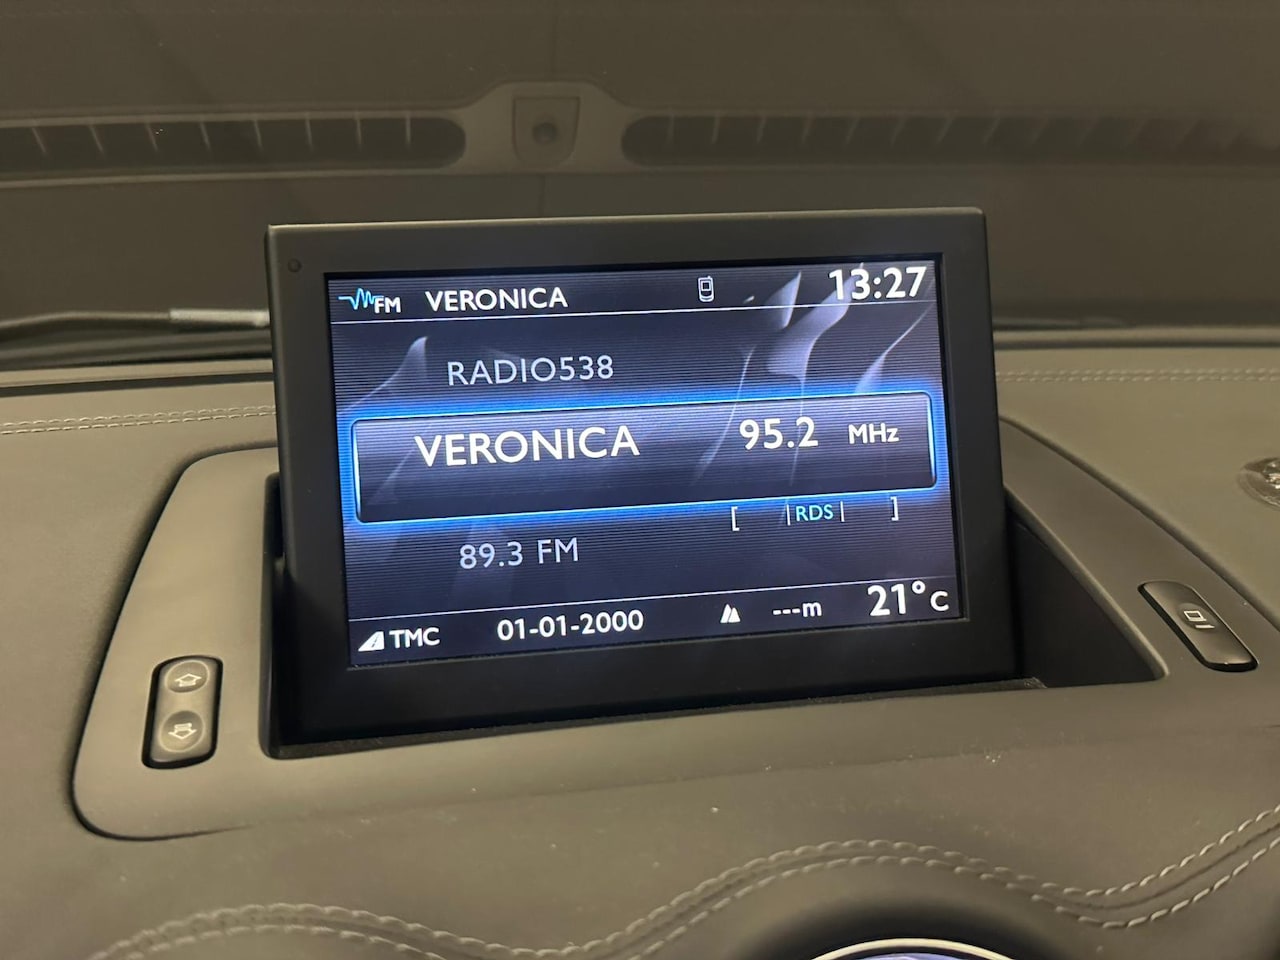 FM VERONICA 13:27
RADIO538
VERONICA 95.2 MHz
[ |RDS| ]
89.3 FM
TMC 01-01-2000 ---m 21°C